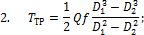 2. T_TP = 1/2 Qf (D_1^3 − D_2^3)/(D_1^2 − D_2^2);